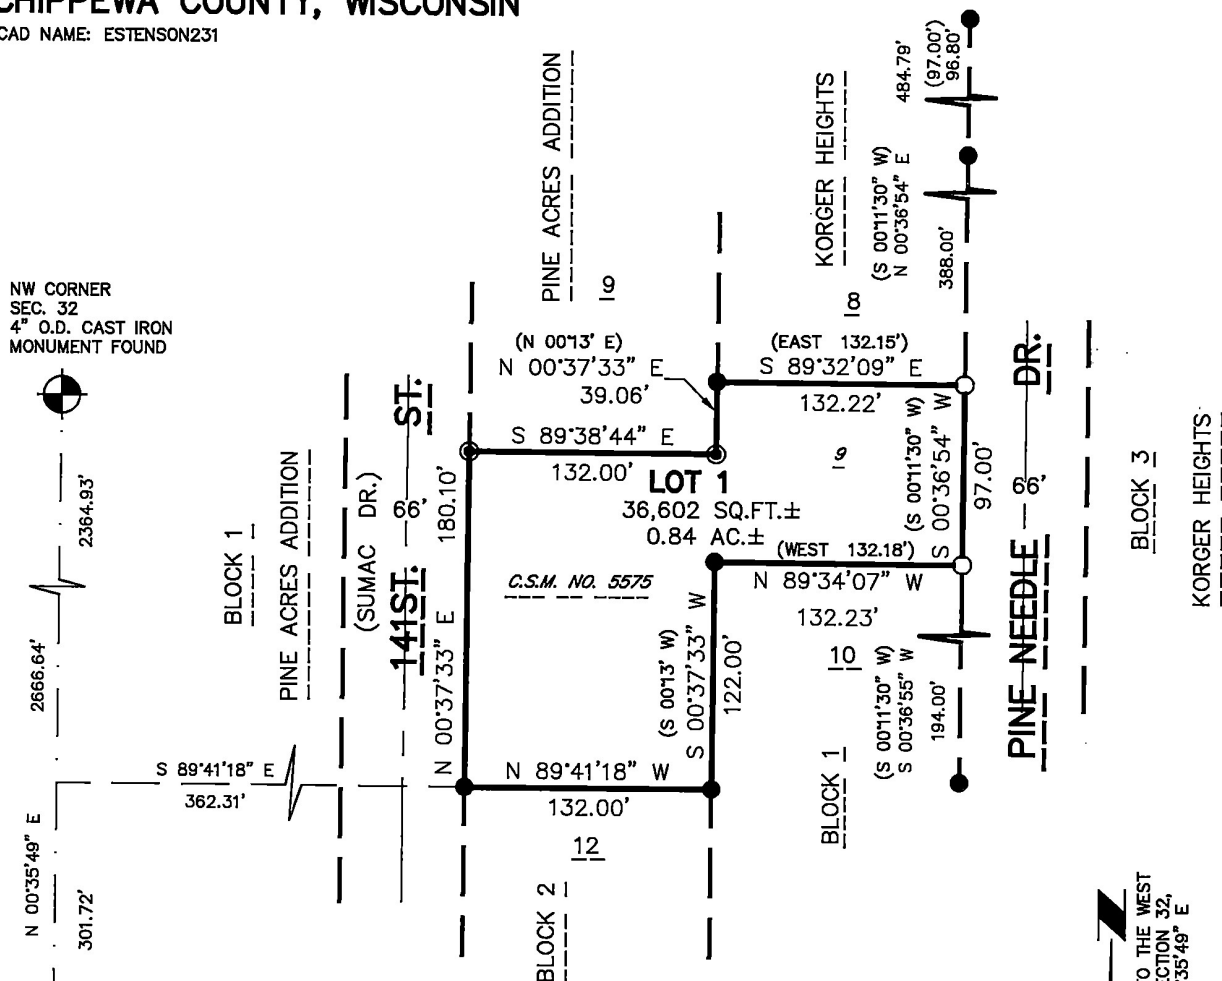 CHIPPEWA COUNTY, WISCONSIN
CAD NAME: ESTENSON231
NW CORNER
SEC. 32
4" O.D. CAST IRON
MONUMENT FOUND
2364.93'
2666.64'
N 00°35'49" E
301.72'
S 89°41'18" E
362.31'
BLOCK 1
PINE ACRES ADDITION
(SUMAC DR.)
141ST. ST.
66'
PINE ACRES ADDITION
9
(N 00°13' E)
N 00°37'33" E
39.06'
S 89°38'44" E
132.00'
180.10'
N 00°37'33" E
LOT 1
36,602 SQ.FT.±
0.84 AC.±
C.S.M. NO. 5575
(S 00°13' W)
S 00°37'33" W
122.00'
N 89°41'18" W
132.00'
12
BLOCK 2
KORGER HEIGHTS
8
(EAST 132.15')
S 89°32'09" E
132.22'
9
(S 00°11'30" W)
S 00°36'54" W
97.00'
(WEST 132.18')
N 89°34'07" W
132.23'
10
BLOCK 1
(S 00°11'30" W)
S 00°36'55" W
194.00'
484.79'
(97.00')
96.80'
(S 00°11'30" W)
N 00°36'54" E
388.00'
PINE NEEDLE DR.
66'
BLOCK 3
KORGER HEIGHTS
TO THE WEST
SECTION 32,
°35'49" E